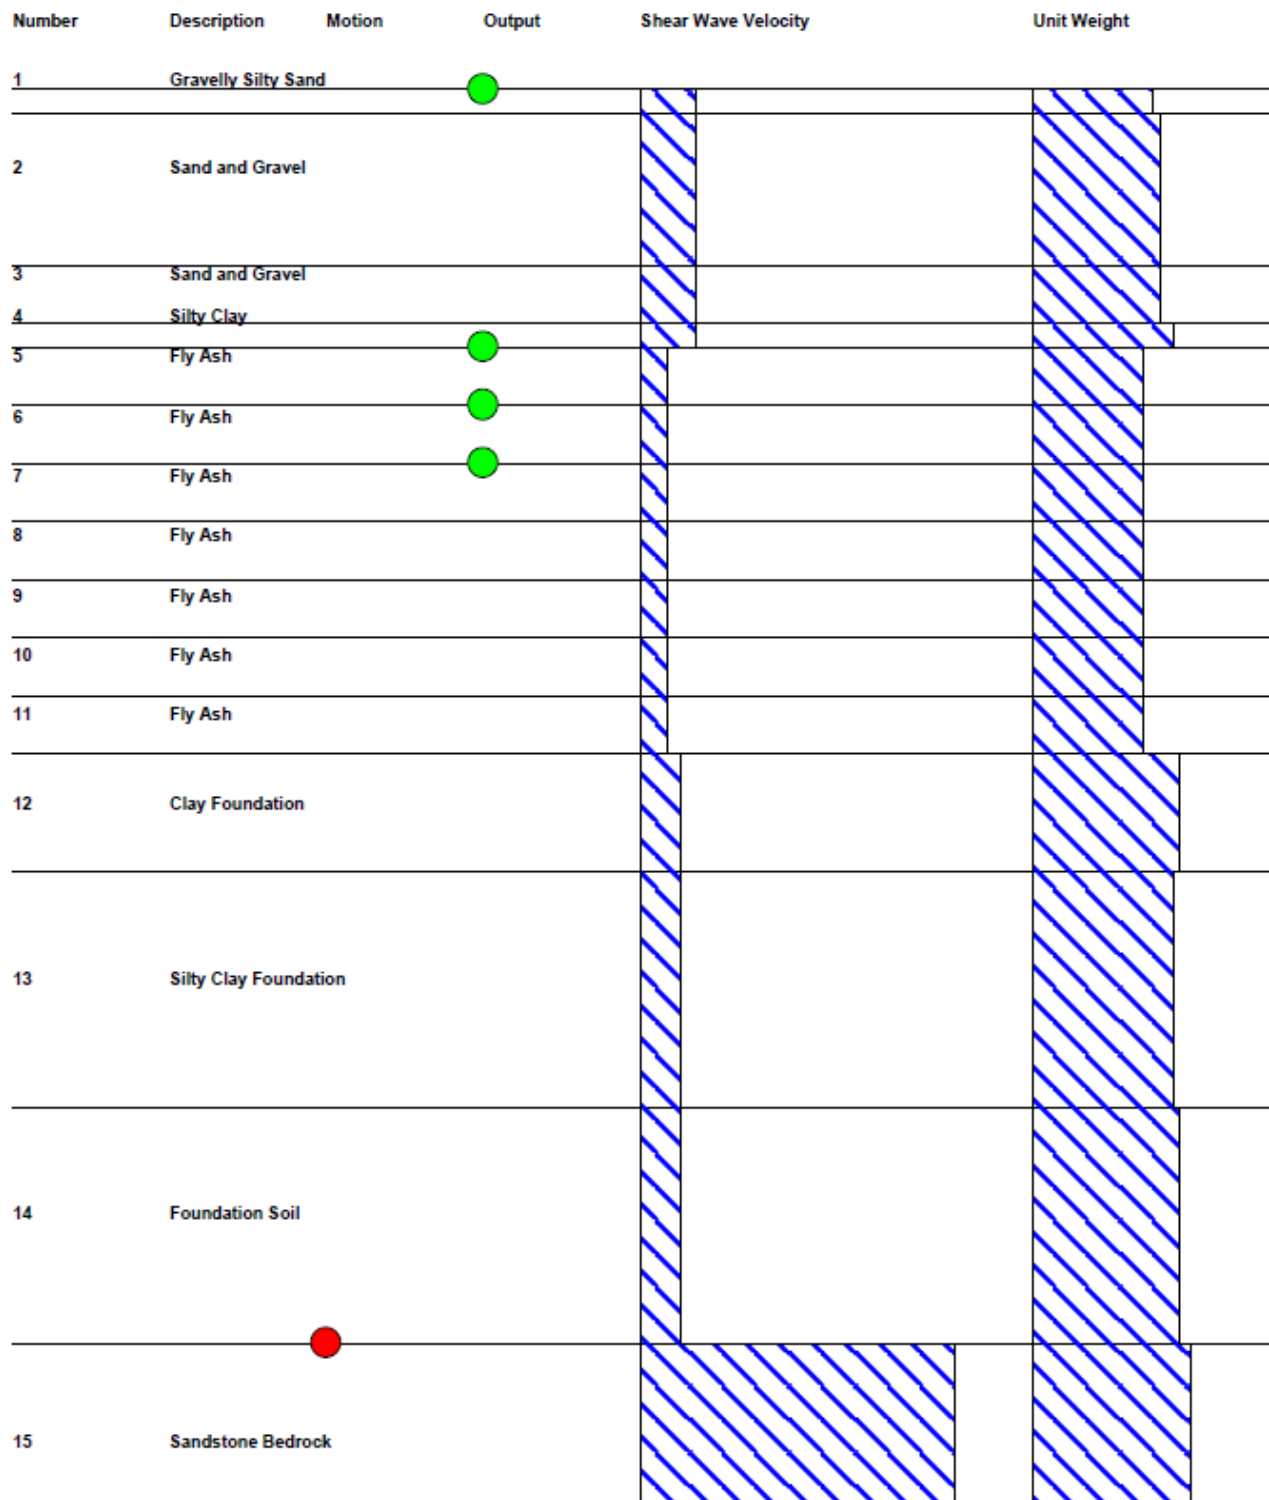 Number Description Motion Output Shear Wave Velocity Unit Weight
1 Gravelly Silty Sand
2 Sand and Gravel
3 Sand and Gravel
4 Silty Clay
5 Fly Ash
6 Fly Ash
7 Fly Ash
8 Fly Ash
9 Fly Ash
10 Fly Ash
11 Fly Ash
12 Clay Foundation
13 Silty Clay Foundation
14 Foundation Soil
15 Sandstone Bedrock